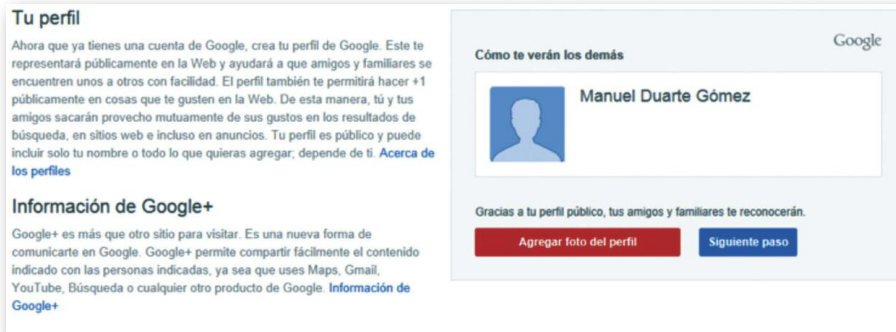 Tu perfil
Ahora que ya tienes una cuenta de Google, crea tu perfil de Google. Este te
representará públicamente en la Web y ayudará a que amigos y familiares se
encuentren unos a otros con facilidad. El perfil también te permitirá hacer +1
públicamente en cosas que te gusten en la Web. De esta manera, tú y tus
amigos sacarán provecho mutuamente de sus gustos en los resultados de
búsqueda, en sitios web e incluso en anuncios. Tu perfil es público y puede
incluir solo tu nombre o todo lo que quieras agregar; depende de ti. Acerca de
los perfiles
Información de Google+
Google+ es más que otro sitio para visitar. Es una nueva forma de
comunicarte en Google. Google+ permite compartir fácilmente el contenido
indicado con las personas indicadas, ya sea que uses Maps, Gmail,
YouTube, Búsqueda o cualquier otro producto de Google. Información de
Google+
Google
Cómo te verán los demás
Manuel Duarte Gómez
Gracias a tu perfil público, tus amigos y familiares te reconocerán.
Agregar foto del perfil
Siguiente paso